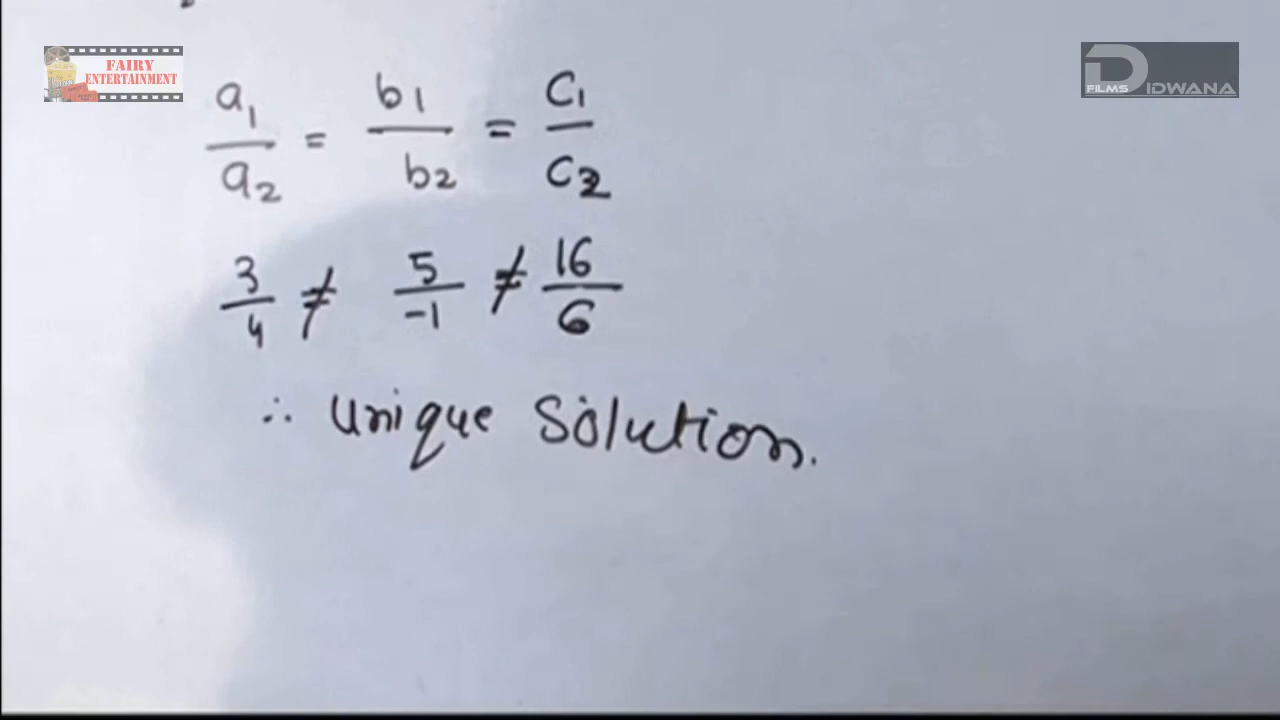 FAIRY
ENTERTAINMENT
DIDWANA
FILMS
a1/a2 = b1/b2 = C1/C2
3/4 ≠ 5/-1 ≠ 16/6
∴ Unique Solution.